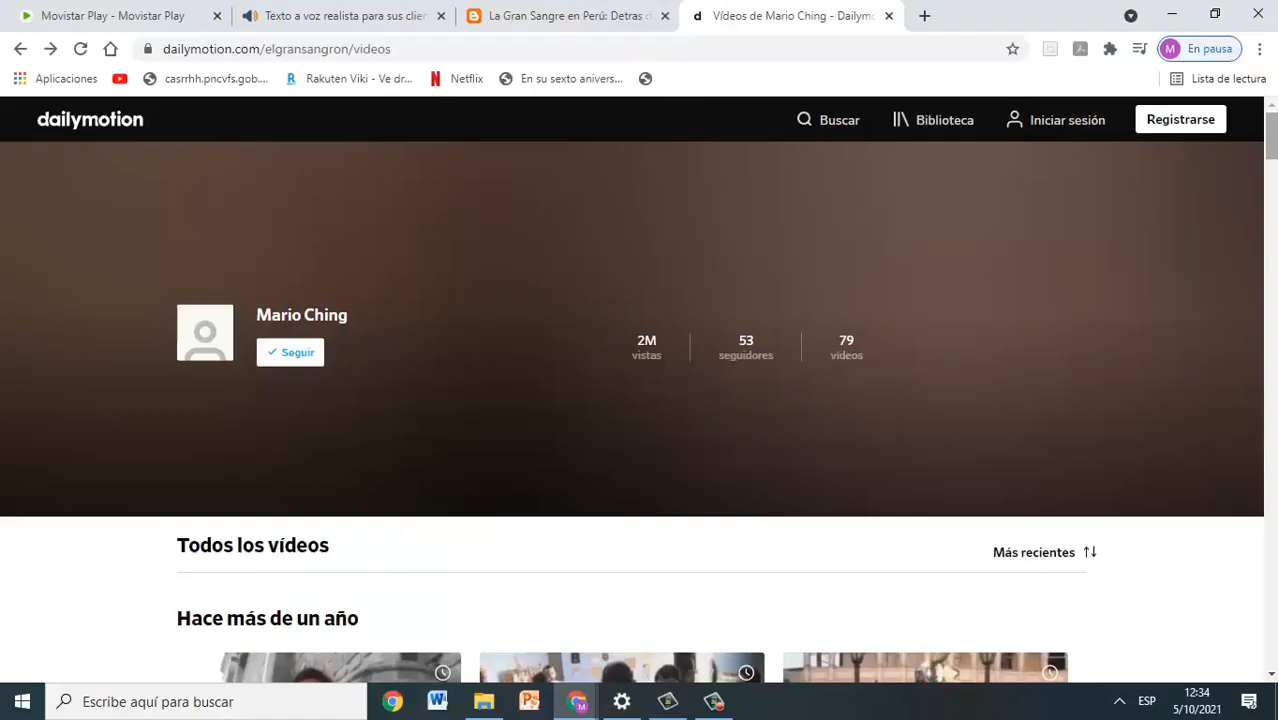 Movistar Play - Movistar Play
Texto a voz realista para sus clien
La Gran Sangre en Perú: Detras d
Vídeos de Mario Ching - Dailymo
dailymotion.com/elgransangron/videos
M En pausa
Aplicaciones
casrrhh.pncvfs.gob....
Rakuten Viki - Ve dr...
Netflix
En su sexto anivers...
Lista de lectura
dailymotion
Buscar
Biblioteca
Iniciar sesión
Registrarse
Mario Ching
Seguir
2M
vistas
53
seguidores
79
vídeos
Todos los vídeos
Más recientes
Hace más de un año
Escribe aquí para buscar
ESP
12:34
5/10/2021